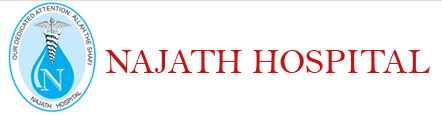 OUR DEDICATED ATTENTION: ALLAH THE SHAFI
N
NAJATH HOSPITAL
NAJATH HOSPITAL